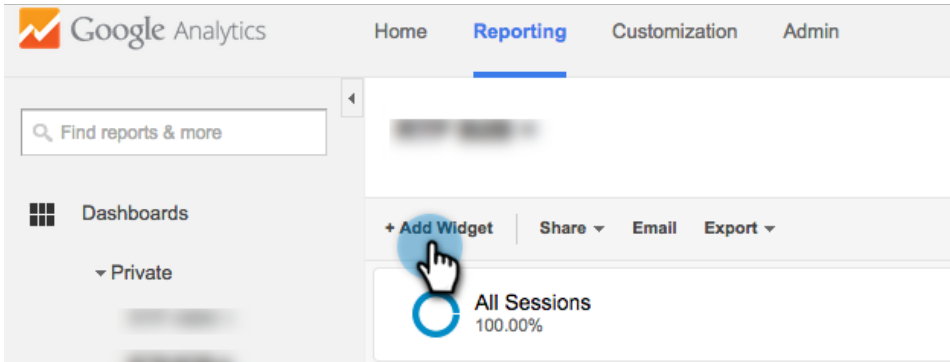 Google Analytics
Home Reporting Customization Admin
Find reports & more
Dashboards
+ Add Widget Share Email Export
Private
All Sessions
100.00%